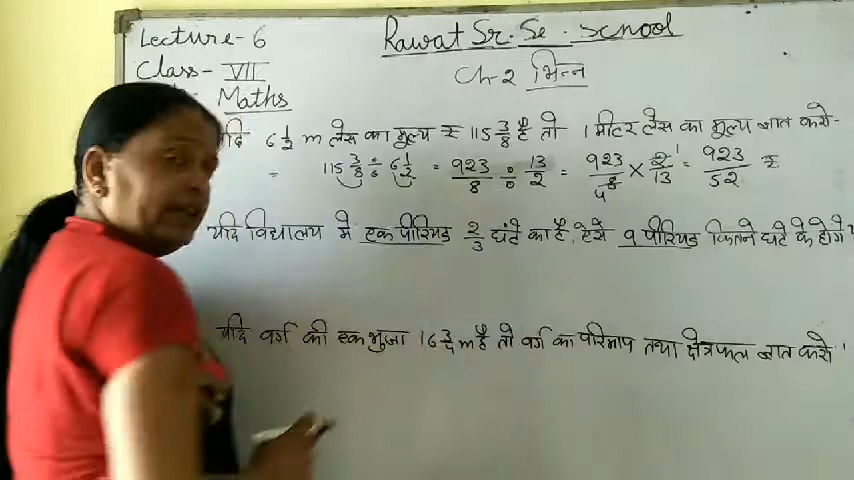 Lecture-6
Rawat Sr. Se. School
Class- VII
Ch-2 भिन्न
Maths
यदि 6 1/2 m लेस का मूल्य ₹ 115 3/8 है तो 1 मीटर लेस का मूल्य ज्ञात करो-
= 115 3/8 ÷ 6 1/2 = 923/8 ÷ 13/2 = 923/8 4 × 2/13 1 = 923/52 ₹
यदि विद्यालय मे एक पीरियड 2/3 घंटे का है, ऐसे 9 पीरियड कितने घंटे के होगे
यदि वर्ग की एक भुजा 16 m है तो वर्ग का परिमाप तथा क्षेत्रफल ज्ञात करो